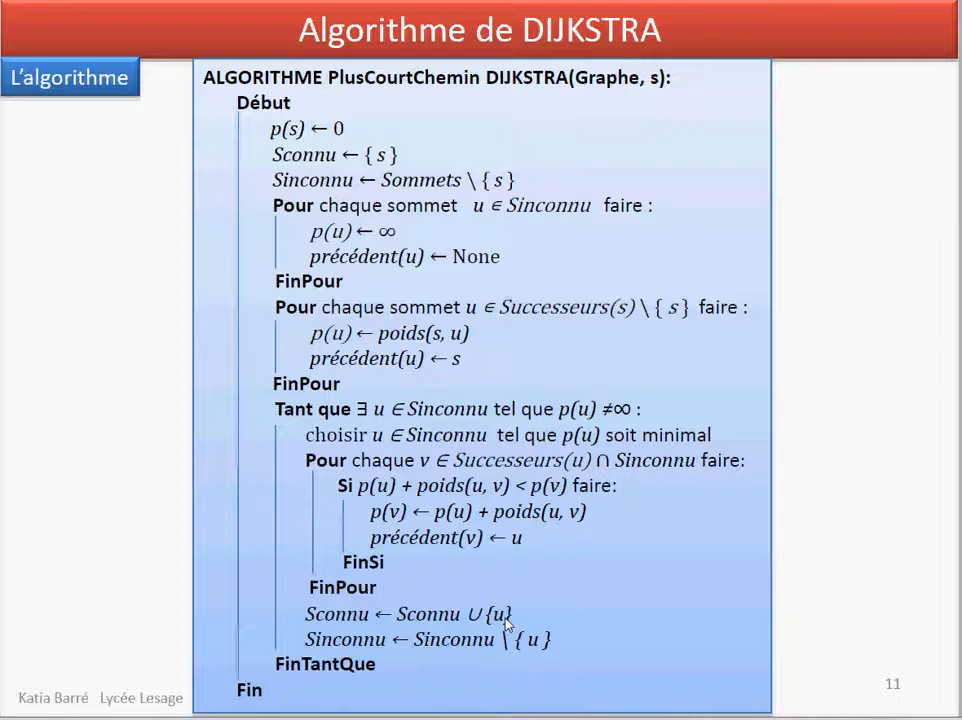 Algorithme de DIJKSTRA
L'algorithme
ALGORITHME PlusCourtChemin DIJKSTRA(Graphe, s):
Début
p(s) ← 0
Sconnu ← { s }
Sinconnu ← Sommets \ { s }
Pour chaque sommet u ∈ Sinconnu faire :
p(u) ← ∞
précédent(u) ← None
FinPour
Pour chaque sommet u ∈ Successeurs(s) \ { s } faire :
p(u) ← poids(s, u)
précédent(u) ← s
FinPour
Tant que ∃ u ∈ Sinconnu tel que p(u) ≠∞ :
choisir u ∈ Sinconnu tel que p(u) soit minimal
Pour chaque v ∈ Successeurs(u) ∩ Sinconnu faire:
Si p(u) + poids(u, v) < p(v) faire:
p(v) ← p(u) + poids(u, v)
précédent(v) ← u
FinSi
FinPour
Sconnu ← Sconnu ∪ {u}
Sinconnu ← Sinconnu \ { u }
FinTantQue
Fin
Katia Barré Lycée Lesage
11